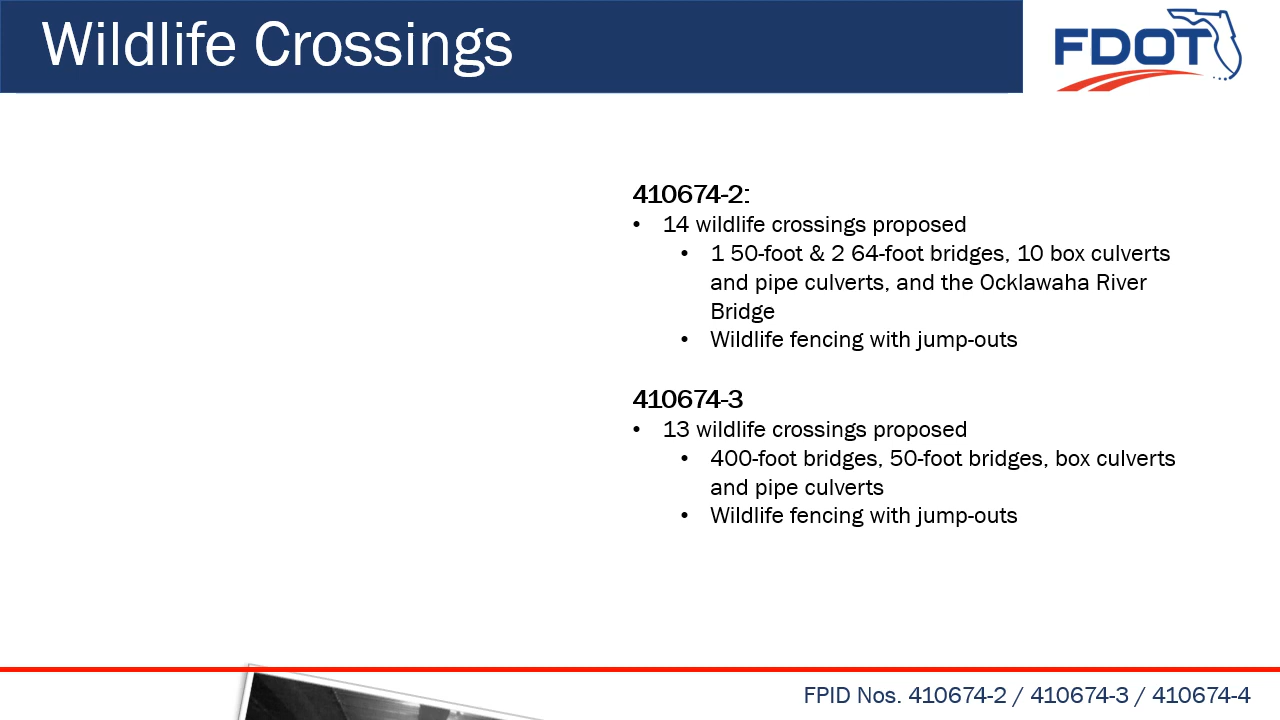 Wildlife Crossings
FDOT
410674-2:
• 14 wildlife crossings proposed
• 1 50-foot & 2 64-foot bridges, 10 box culverts
and pipe culverts, and the Ocklawaha River
Bridge
• Wildlife fencing with jump-outs
410674-3
• 13 wildlife crossings proposed
• 400-foot bridges, 50-foot bridges, box culverts
and pipe culverts
• Wildlife fencing with jump-outs
FPID Nos. 410674-2 / 410674-3 / 410674-4